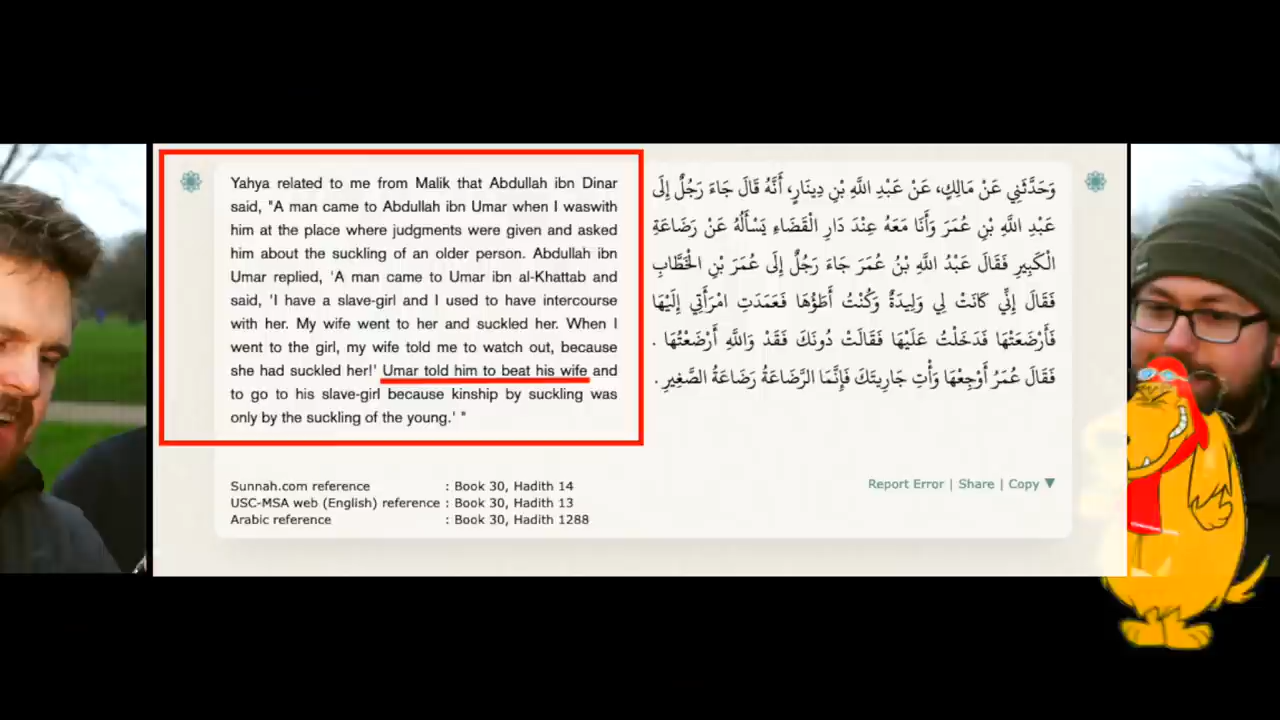 Yahya related to me from Malik that Abdullah ibn Dinar
said, "A man came to Abdullah ibn Umar when I waswith
him at the place where judgments were given and asked
him about the suckling of an older person. Abdullah ibn
Umar replied, 'A man came to Umar ibn al-Khattab and
said, 'I have a slave-girl and I used to have intercourse
with her. My wife went to her and suckled her. When I
went to the girl, my wife told me to watch out, because
she had suckled her!' Umar told him to beat his wife and
to go to his slave-girl because kinship by suckling was
only by the suckling of the young.' "
وَحَدَّثَنِي عَنْ مَالِكٍ، عَنْ عَبْدِ اللَّهِ بْنِ دِينَارٍ، أَنَّهُ قَالَ جَاءَ رَجُلٌ إِلَى
عَبْدِ اللَّهِ بْنِ عُمَرَ وَأَنَا مَعَهُ عِنْدَ دَارِ الْقَضَاءِ يَسْأَلُهُ عَنْ رَضَاعَةِ
الْكَبِيرِ فَقَالَ عَبْدُ اللَّهِ بْنُ عُمَرَ جَاءَ رَجُلٌ إِلَى عُمَرَ بْنِ الْخَطَّابِ
فَقَالَ إِنِّي كَانَتْ لِي وَلِيدَةٌ وَكُنْتُ أَطَؤُهَا فَعَمَدَتِ امْرَأَتِي إِلَيْهَا
فَأَرْضَعَتْهَا فَدَخَلْتُ عَلَيْهَا فَقَالَتْ دُونَكَ فَقَدْ وَاللَّهِ أَرْضَعْتُهَا ‏.‏
فَقَالَ عُمَرُ أَوْجِعْهَا وَأْتِ جَارِيتَكَ فَإِنَّمَا الرَّضَاعَةُ رَضَاعَةُ الصَّغِيرِ ‏.‏
Sunnah.com reference : Book 30, Hadith 14
USC-MSA web (English) reference : Book 30, Hadith 13
Arabic reference : Book 30, Hadith 1288
Report Error | Share | Copy ▼